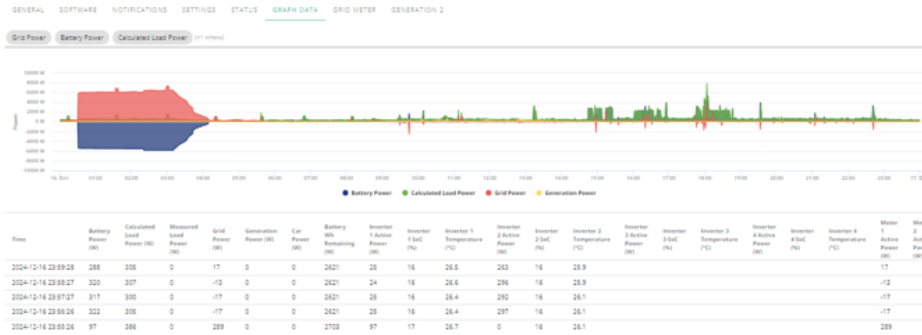 GENERAL SOFTWARE NOTIFICATIONS SETTINGS STATUS GRAPH DATA GRID METER GENERATION 2
Grid Power Battery Power Calculated Load Power (+1 others)
10000 W
8000 W
6000 W
4000 W
2000 W
0 W
-2000 W
-4000 W
-6000 W
-8000 W
-10000 W
Power
16. Dec 01:00 02:00 03:00 04:00 05:00 06:00 07:00 08:00 09:00 10:00 11:00 12:00 13:00 14:00 15:00 16:00 17:00 18:00 19:00 20:00 21:00 22:00 23:00 17. D
Battery Power Calculated Load Power Grid Power Generation Power
Time Battery Power (W) Calculated Load Power (W) Measured Load Power (W) Grid Power (W) Generation Power (W) Car Power (W) Battery Wh Remaining (W) Inverter 1 Active Power (W) Inverter 1 SoC (%) Inverter 1 Temperature (°C) Inverter 2 Active Power (W) Inverter 2 SoC (%) Inverter 2 Temperature (°C) Inverter 3 Active Power (W) Inverter 3 SoC (%) Inverter 3 Temperature (°C) Inverter 4 Active Power (W) Inverter 4 SoC (%) Inverter 4 Temperature (°C) Meter 1 Active Power (W)
2024-12-16 23:59:28 288 305 0 17 0 0 2621 25 16 26.5 263 16 25.9 17
2024-12-16 23:58:27 320 307 0 -13 0 0 2621 24 16 26.6 296 16 25.9 -13
2024-12-16 23:57:27 317 300 0 -17 0 0 2621 25 16 26.4 292 16 26.1 -17
2024-12-16 23:56:26 322 305 0 -17 0 0 2621 25 16 26.4 297 16 26.1 -17
2024-12-16 23:55:26 97 386 0 289 0 0 2703 97 17 26.7 0 16 26.1 289